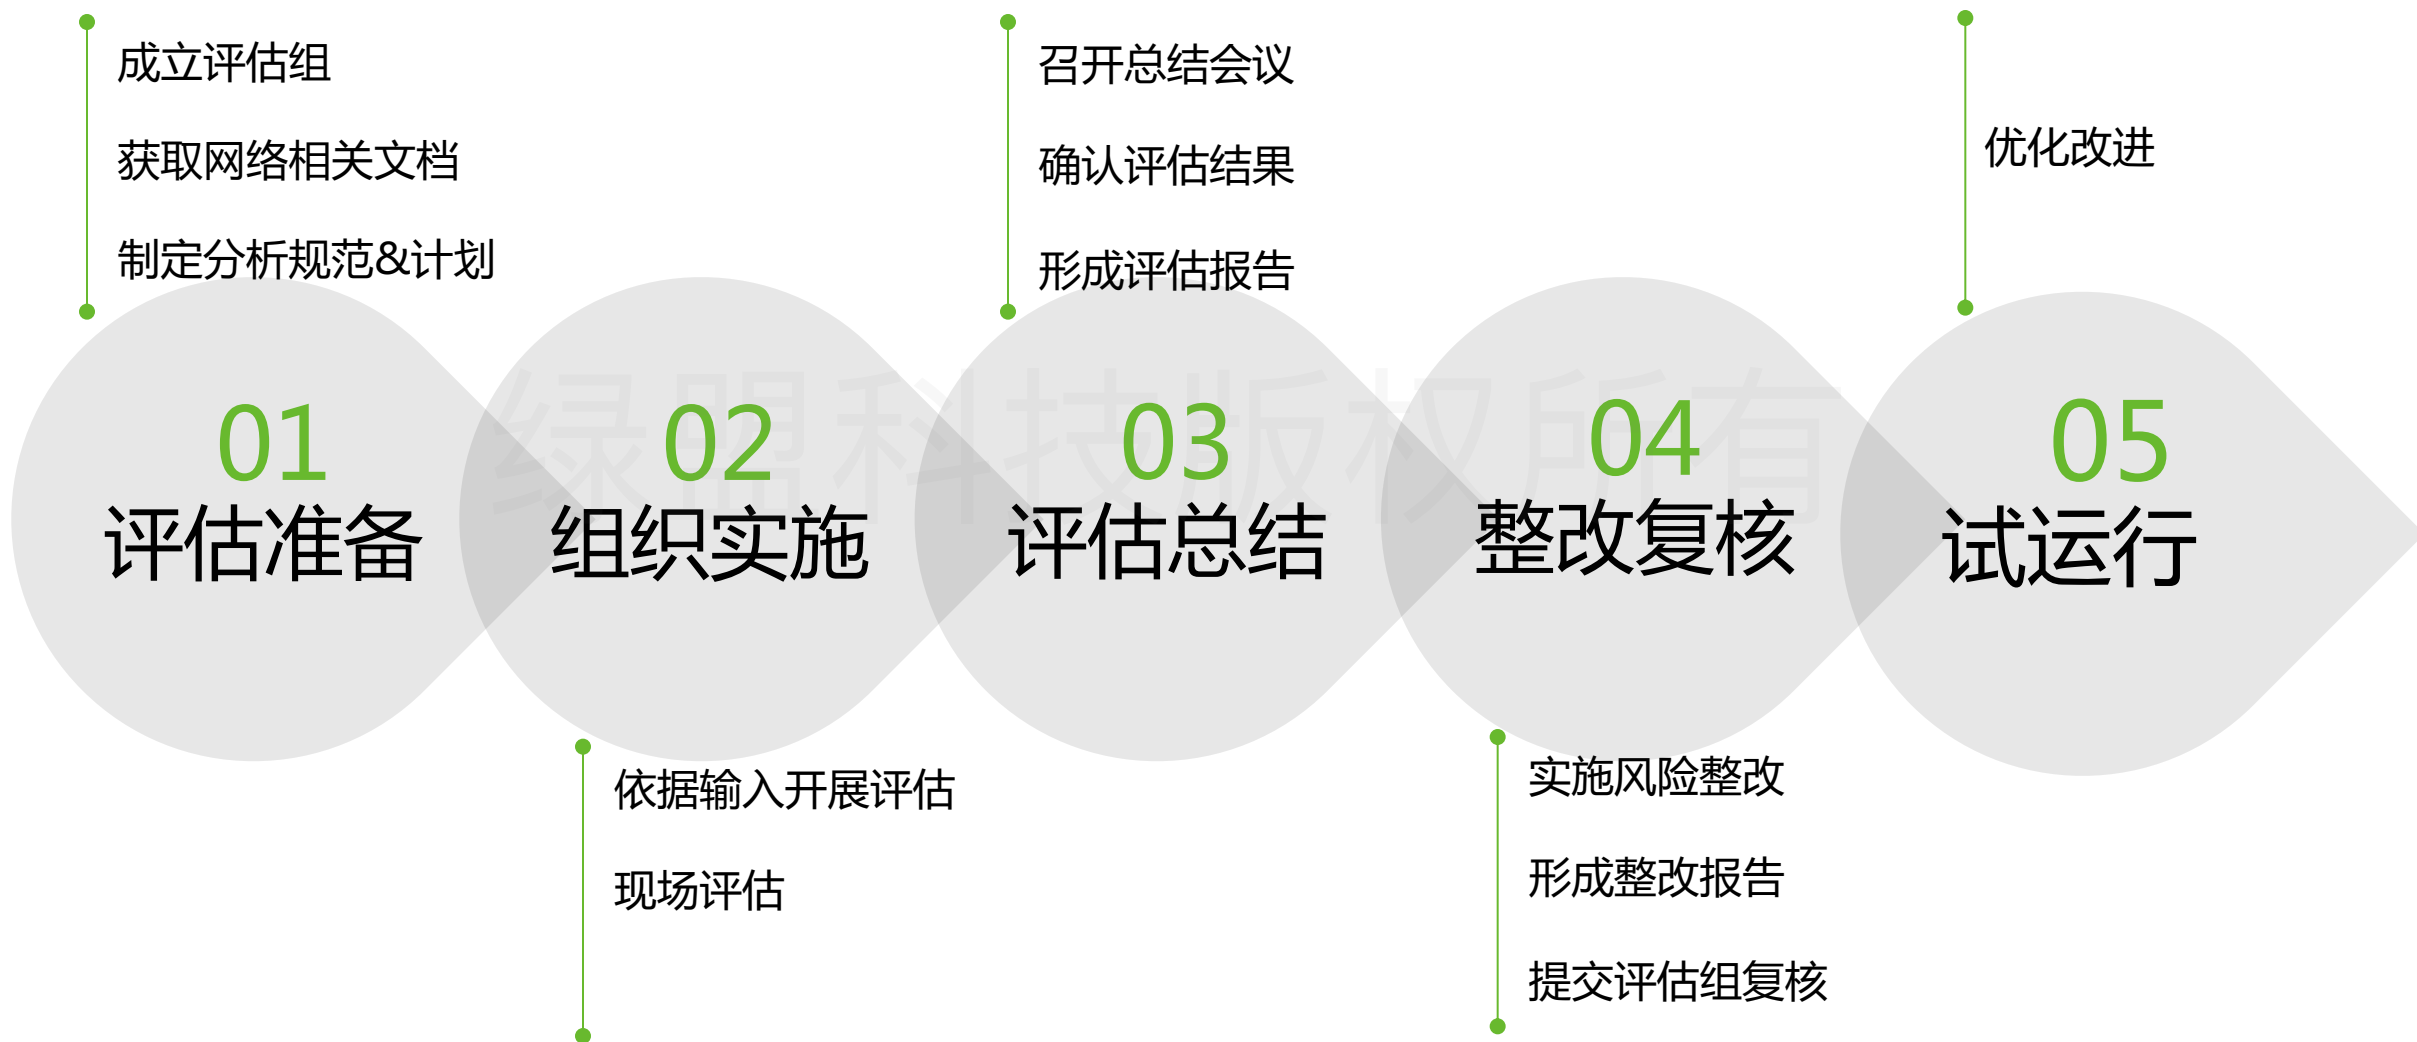 成立评估组
获取网络相关文档
制定分析规范&计划
01
评估准备
02
组织实施
依据输入开展评估
现场评估
召开总结会议
确认评估结果
形成评估报告
03
评估总结
04
整改复核
实施风险整改
形成整改报告
提交评估组复核
优化改进
05
试运行
绿盟科技版权所有